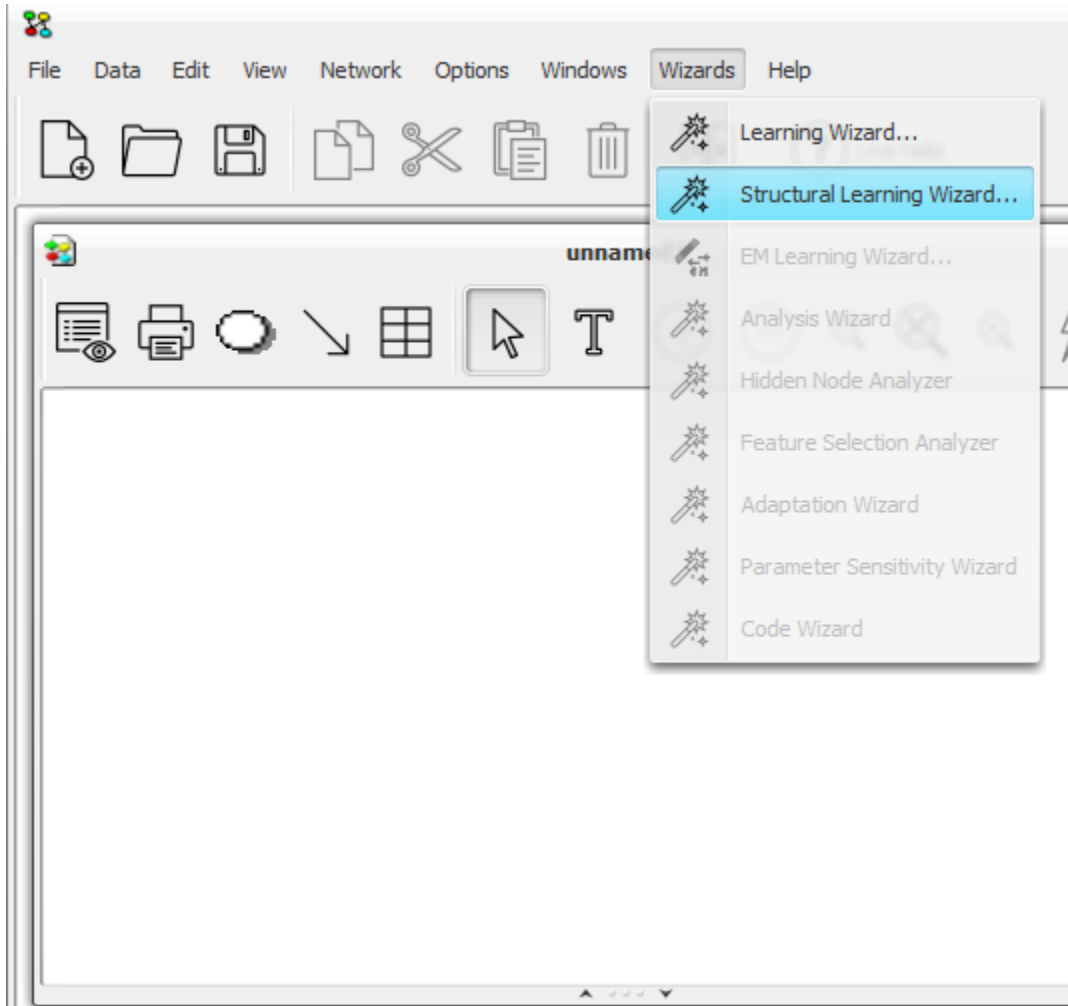 File Data Edit View Network Options Windows Wizards Help
Learning Wizard...
Structural Learning Wizard...
unnam
EM Learning Wizard...
Analysis Wizard
Hidden Node Analyzer
Feature Selection Analyzer
Adaptation Wizard
Parameter Sensitivity Wizard
Code Wizard